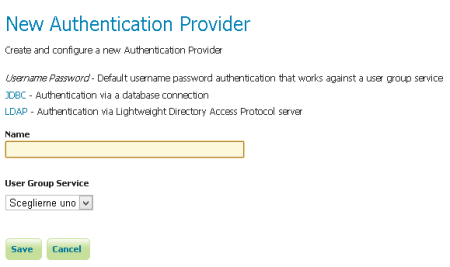 New Authentication Provider
Create and configure a new Authentication Provider
Username Password - Default username password authentication that works against a user group service
JDBC - Authentication via a database connection
LDAP - Authentication via Lightweight Directory Access Protocol server
Name
User Group Service
Sceglierne uno
Save Cancel